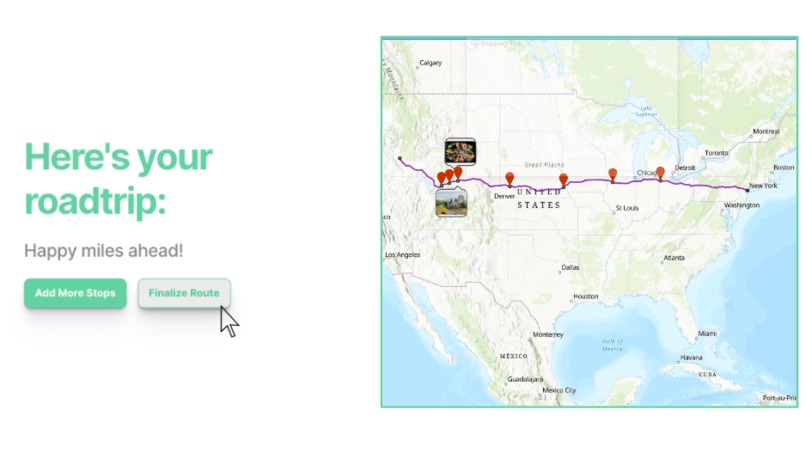 Here's your
roadtrip:
Happy miles ahead!
Add More Stops
Finalize Route
Calgary
Lake
Superior
Montreal
Toronto
Great Plains
Detroit
Boston
Chicag
Denver
UNITED
STATES
New York
St Louis
Washington
Los Angeles
Atlanta
Dallas
Houston
Miami
Monterrey
Gulf of
Mexico
Havana
MÉXICO
CUBA
Guadalajara
Mexico City
Port-au-Pri